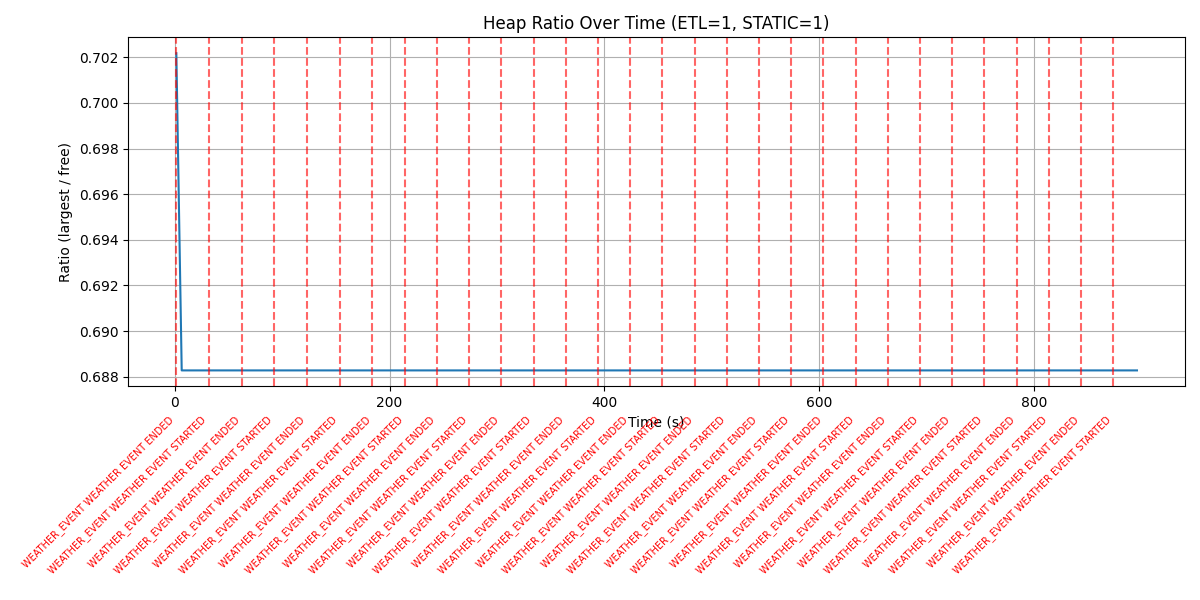 Heap Ratio Over Time (ETL=1, STATIC=1)
Ratio (largest / free)
0.702
0.700
0.698
0.696
0.694
0.692
0.690
0.688
0
200
400
600
800
Time (s)
WEATHER_EVENT WEATHER EVENT ENDED
WEATHER_EVENT WEATHER EVENT STARTED
WEATHER_EVENT WEATHER EVENT ENDED
WEATHER_EVENT WEATHER EVENT STARTED
WEATHER_EVENT WEATHER EVENT ENDED
WEATHER_EVENT WEATHER EVENT STARTED
WEATHER_EVENT WEATHER EVENT ENDED
WEATHER_EVENT WEATHER EVENT STARTED
WEATHER_EVENT WEATHER EVENT ENDED
WEATHER_EVENT WEATHER EVENT STARTED
WEATHER_EVENT WEATHER EVENT ENDED
WEATHER_EVENT WEATHER EVENT STARTED
WEATHER_EVENT WEATHER EVENT ENDED
WEATHER_EVENT WEATHER EVENT STARTED
WEATHER_EVENT WEATHER EVENT ENDED
WEATHER_EVENT WEATHER EVENT STARTED
WEATHER_EVENT WEATHER EVENT ENDED
WEATHER_EVENT WEATHER EVENT STARTED
WEATHER_EVENT WEATHER EVENT ENDED
WEATHER_EVENT WEATHER EVENT STARTED
WEATHER_EVENT WEATHER EVENT ENDED
WEATHER_EVENT WEATHER EVENT STARTED
WEATHER_EVENT WEATHER EVENT ENDED
WEATHER_EVENT WEATHER EVENT STARTED
WEATHER_EVENT WEATHER EVENT ENDED
WEATHER_EVENT WEATHER EVENT STARTED
WEATHER_EVENT WEATHER EVENT ENDED
WEATHER_EVENT WEATHER EVENT STARTED
WEATHER_EVENT WEATHER EVENT ENDED
WEATHER_EVENT WEATHER EVENT STARTED